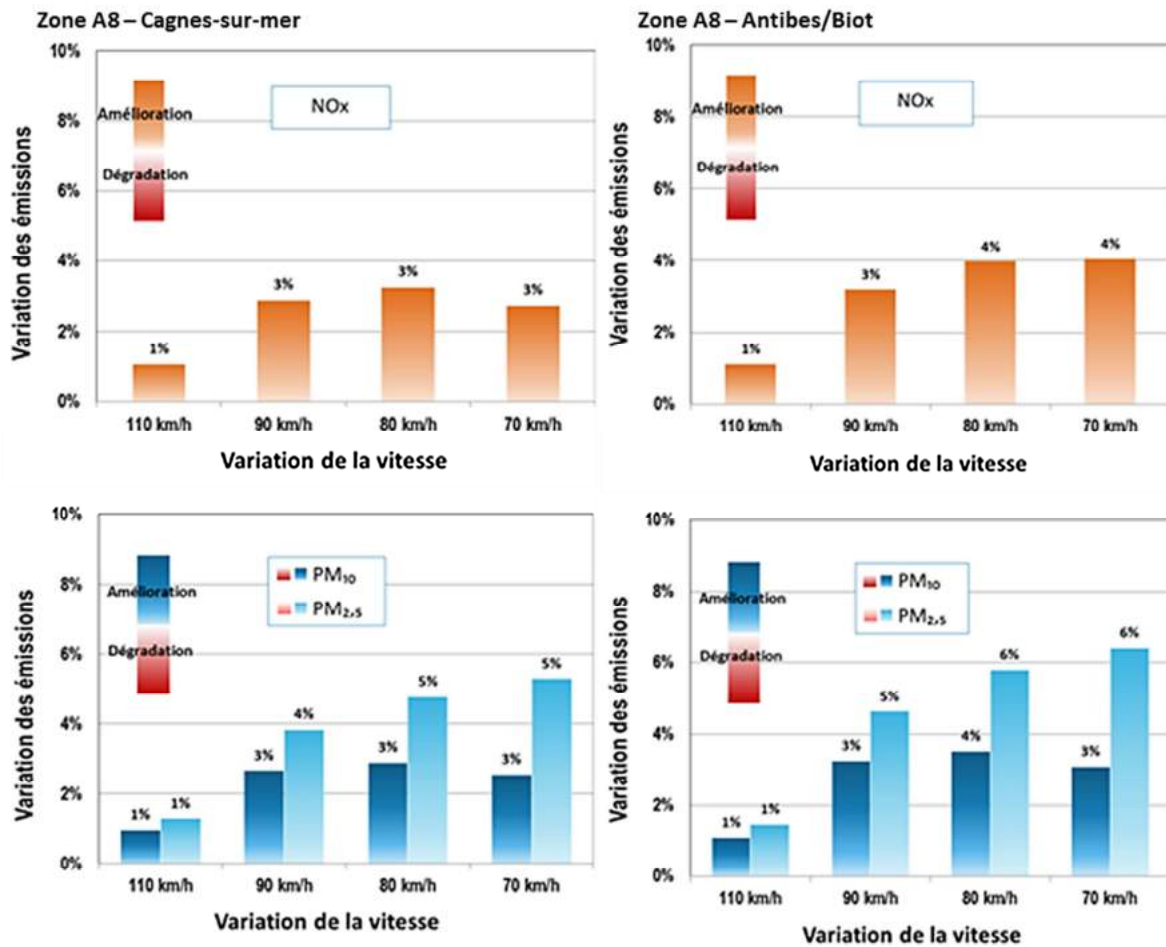 Zone A8 – Cagnes-sur-mer
Variation des émissions
10%
8%
6%
4%
2%
0%
Amélioration
Dégradation
NOx
1%
3%
3%
3%
110 km/h
90 km/h
80 km/h
70 km/h
Variation de la vitesse
Zone A8 – Antibes/Biot
Variation des émissions
10%
8%
6%
4%
2%
0%
Amélioration
Dégradation
NOx
1%
3%
4%
4%
110 km/h
90 km/h
80 km/h
70 km/h
Variation de la vitesse
Variation des émissions
10%
8%
6%
4%
2%
0%
Amélioration
Dégradation
PM₁₀
PM₂,₅
1%
1%
3%
4%
3%
5%
3%
5%
110 km/h
90 km/h
80 km/h
70 km/h
Variation de la vitesse
Variation des émissions
10%
8%
6%
4%
2%
0%
Amélioration
Dégradation
PM₁₀
PM₂,₅
1%
1%
3%
5%
4%
6%
3%
6%
110 km/h
90 km/h
80 km/h
70 km/h
Variation de la vitesse